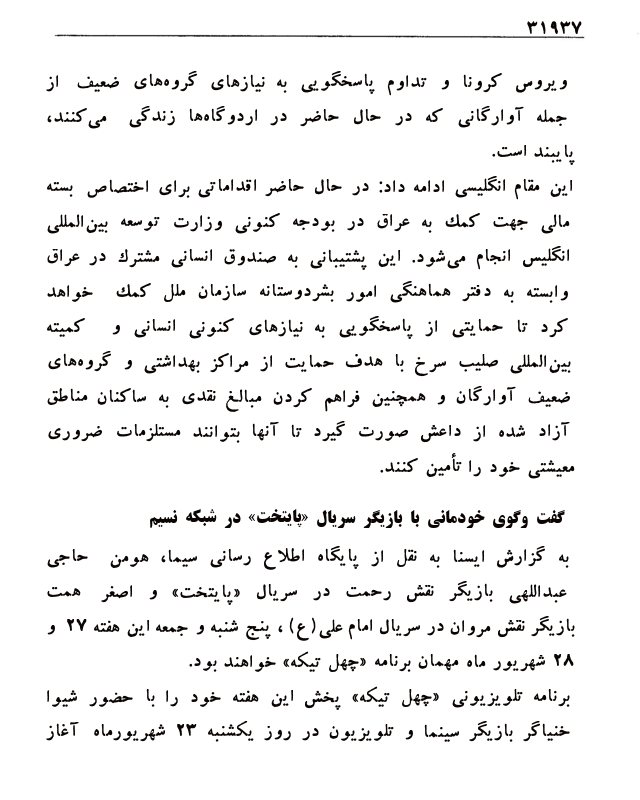 ۳۱۹۳۷
ویروس کرونا و تداوم پاسخگویی به نیازهای گروه‌های ضعیف از
جمله آوارگانی که در حال حاضر در اردوگاه‌ها زندگی می‌کنند،
پایبند است.
این مقام انگلیسی ادامه داد: در حال حاضر اقداماتی برای اختصاص بسته
مالی جهت کمك به عراق در بودجه کنونی وزارت توسعه بین‌المللی
انگلیس انجام می‌شود. این پشتیبانی به صندوق انسانی مشترك در عراق
وابسته به دفتر هماهنگی امور بشردوستانه سازمان ملل کمك خواهد
کرد تا حمایتی از پاسخگویی به نیازهای کنونی انسانی و کمیته
بین‌المللی صلیب سرخ با هدف حمایت از مراکز بهداشتی و گروه‌های
ضعیف آوارگان و همچنین فراهم کردن مبالغ نقدی به ساکنان مناطق
آزاد شده از داعش صورت گیرد تا آنها بتوانند مستلزمات ضروری
معیشتی خود را تأمین کنند.
گفت وگوی خودمانی با بازیگر سریال «پایتخت» در شبکه نسیم
به گزارش ایسنا به نقل از پایگاه اطلاع رسانی سیما، هومن حاجی
عبداللهی بازیگر نقش رحمت در سریال «پایتخت» و اصغر همت
بازیگر نقش مروان در سریال امام علی(ع)، پنج شنبه و جمعه این هفته ۲۷ و
۲۸ شهریور ماه مهمان برنامه «چهل تیکه» خواهند بود.
برنامه تلویزیونی «چهل تیکه» پخش این هفته خود را با حضور شیوا
خنیاگر بازیگر سینما و تلویزیون در روز یکشنبه ۲۳ شهریورماه آغاز